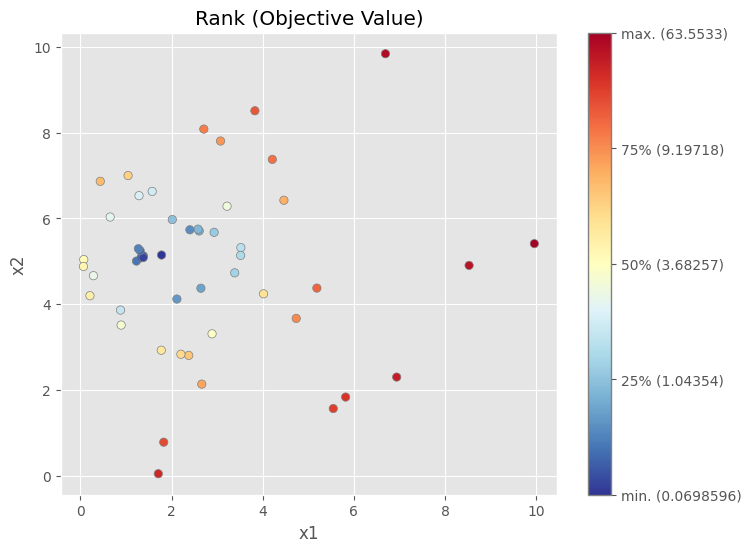 Rank (Objective Value)
max. (63.5533)
75% (9.19718)
50% (3.68257)
25% (1.04354)
min. (0.0698596)
x2
10
8
6
4
2
0
0 2 4 6 8 10
x1